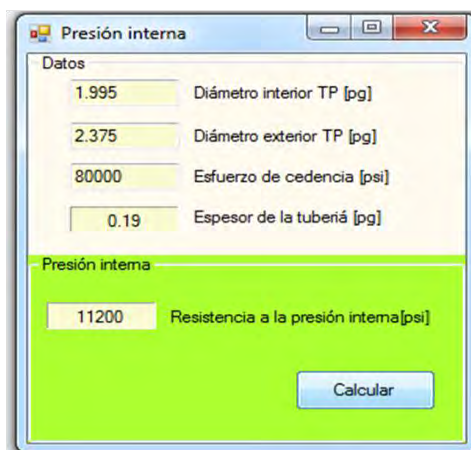 Presión interna
Datos
1.995 Diámetro interior TP [pg]
2.375 Diámetro exterior TP [pg]
80000 Esfuerzo de cedencia [psi]
0.19 Espesor de la tuberiá [pg]
Presión interna
11200 Resistencia a la presión interna[psi]
Calcular